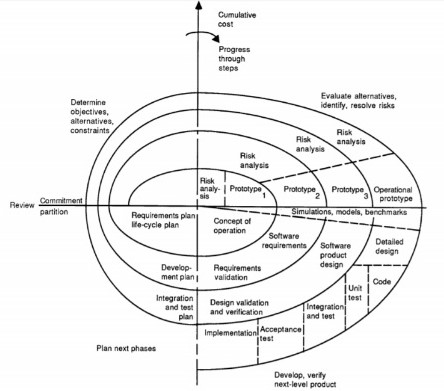 Cumulative
cost
Progress
through
steps
Evaluate alternatives,
identify, resolve risks
Determine
objectives,
alternatives,
constraints
Risk
analysis
Risk
analysis
Risk
analysis
Risk
analy-
sis
Prototype
1
Prototype
2
Prototype
3
Operational
prototype
Review
Commitment
partition
Simulations, models, benchmarks
Requirements plan
life-cycle plan
Concept of
operation
Software
requirements
Software
product
design
Detailed
design
Develop-
ment plan
Requirements
validation
Code
Unit
test
Integration
and test
plan
Design validation
and verification
Integration
and test
Acceptance
test
Implementation
Plan next phases
Develop, verify
next-level product